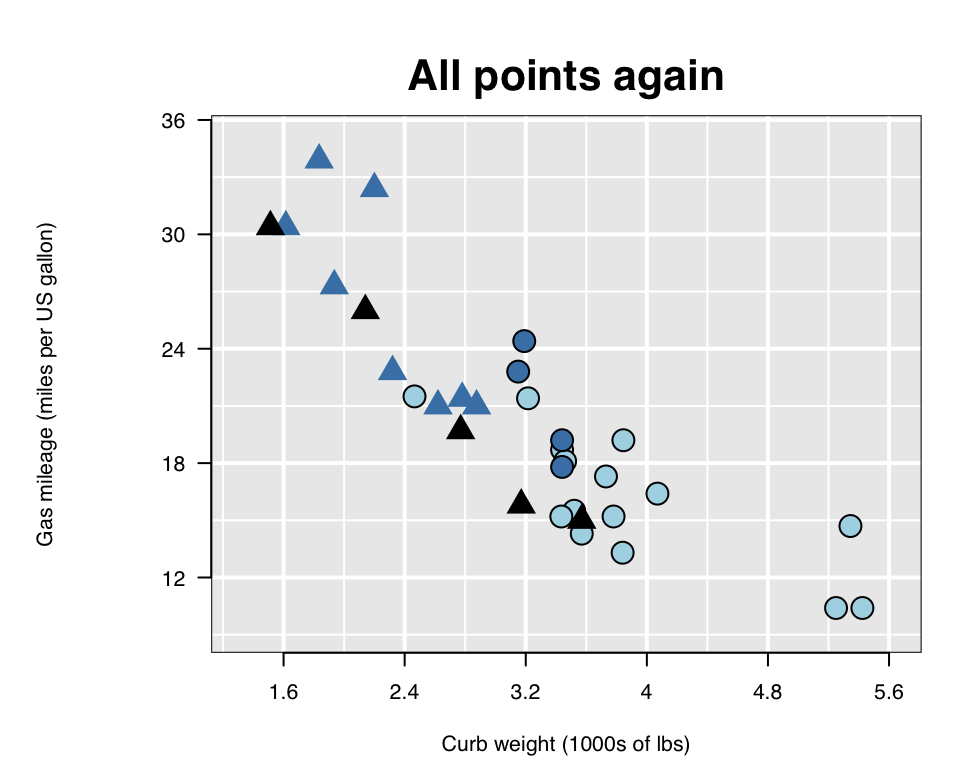 All points again
36
30
24
18
12
Gas mileage (miles per US gallon)
1.6 2.4 3.2 4 4.8 5.6
Curb weight (1000s of lbs)